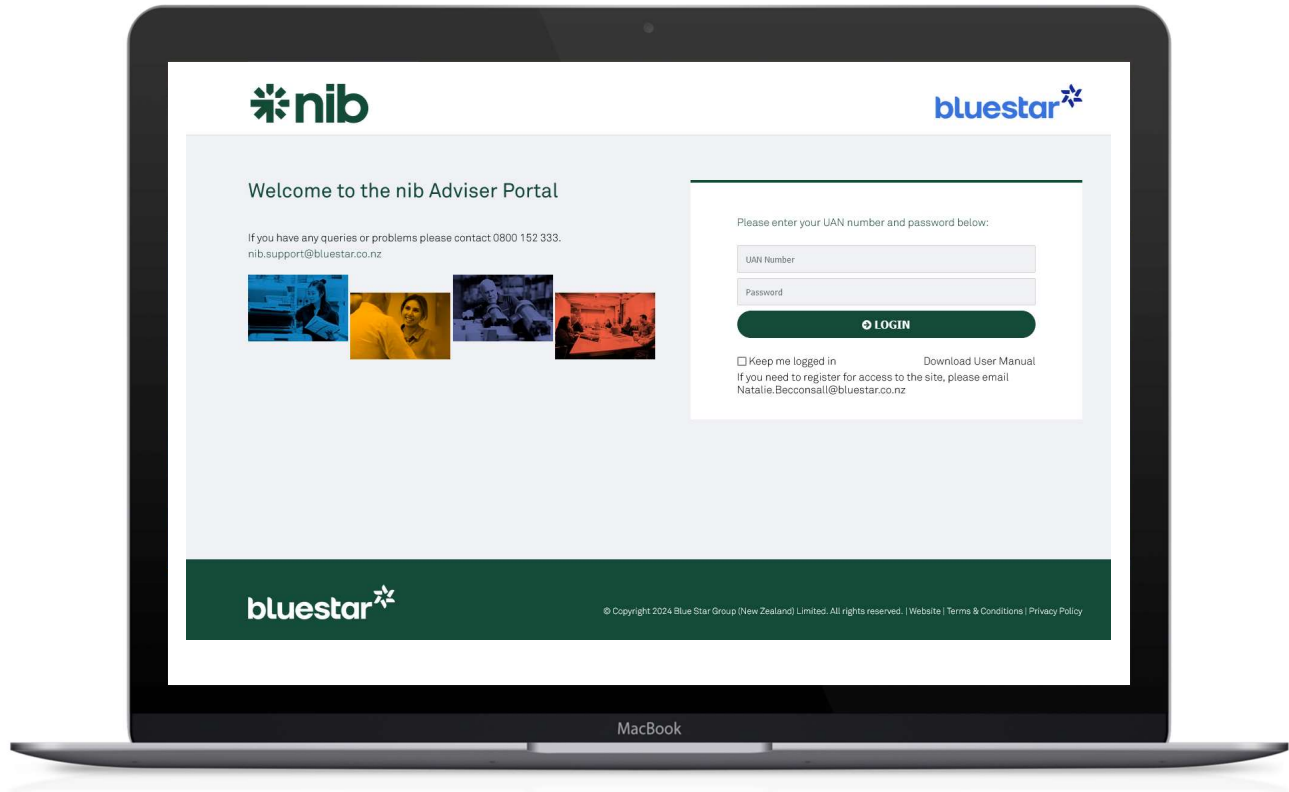 nib
bluestar
Welcome to the nib Adviser Portal
If you have any queries or problems please contact 0800 152 333.
nib.support@bluestar.co.nz
Please enter your UAN number and password below:
UAN Number
Password
LOGIN
Keep me logged in
Download User Manual
If you need to register for access to the site, please email
Natalie.Becconsall@bluestar.co.nz
bluestar
© Copyright 2024 Blue Star Group (New Zealand) Limited. All rights reserved. | Website | Terms & Conditions | Privacy Policy
MacBook